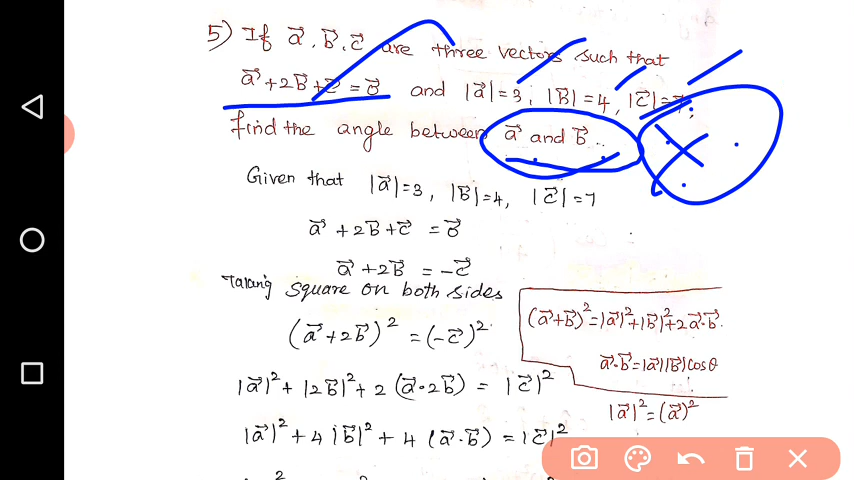 5) If a⃗, b⃗, c⃗ are three vectors such that
a⃗ + 2b⃗ + c⃗ = 0⃗ and |a⃗|=3, |b⃗|=4, |c⃗|=7;
find the angle between a⃗ and b⃗..
Given that |a⃗|=3, |b⃗|=4, |c⃗|=7
a⃗ + 2b⃗ + c⃗ = 0⃗
a⃗ + 2b⃗ = -c⃗
Taking square on both sides
(a⃗ + 2b⃗)² = (-c⃗)²
(a⃗+b⃗)² = |a⃗|²+|b⃗|²+2a⃗·b⃗.
a⃗·b⃗ = |a⃗||b⃗|cosθ
|a⃗|² = (a⃗)²
|a⃗|² + |2b⃗|² + 2(a⃗·2b⃗) = |c⃗|²
|a⃗|² + 4|b⃗|² + 4(a⃗·b⃗) = |c⃗|²